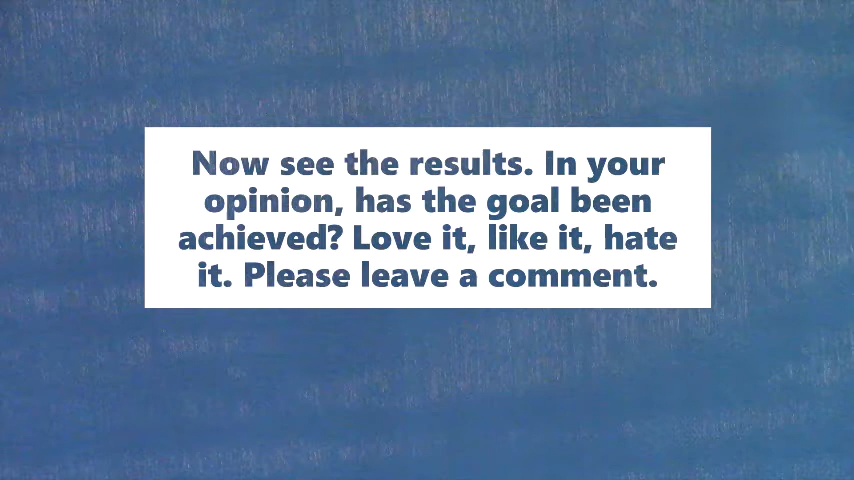 Now see the results. In your
opinion, has the goal been
achieved? Love it, like it, hate
it. Please leave a comment.